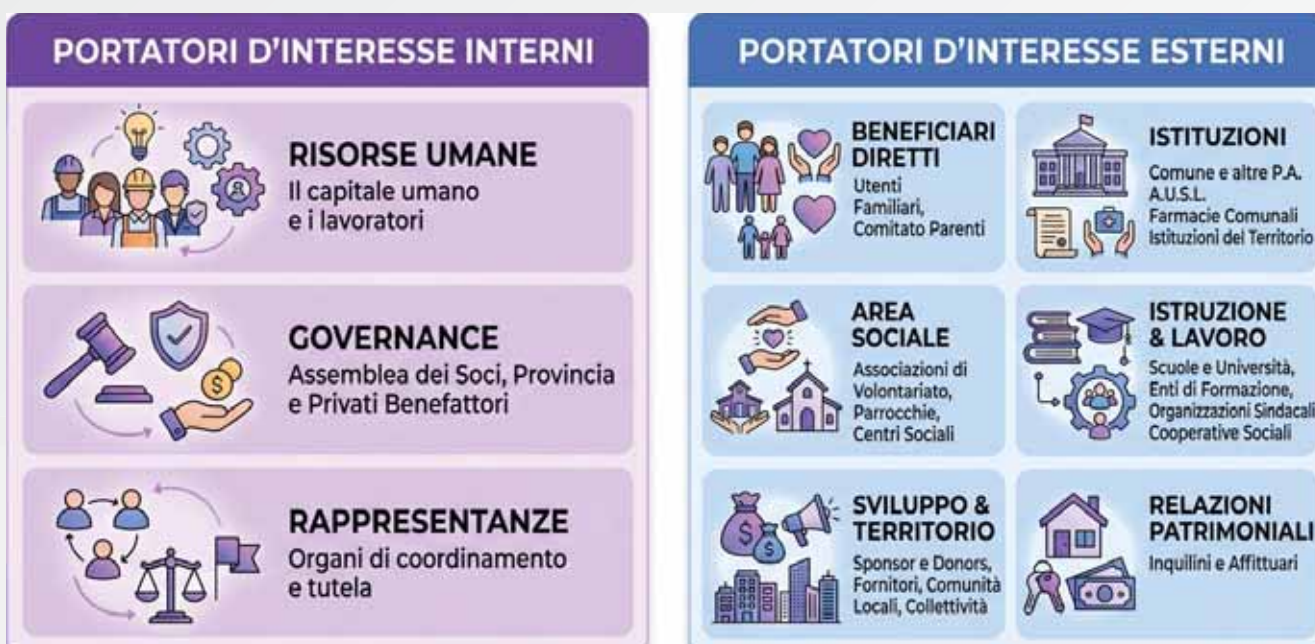 PORTATORI D'INTERESSE INTERNI
RISORSE UMANE
Il capitale umano
e i lavoratori
GOVERNANCE
Assemblea dei Soci, Provincia
e Privati Benefattori
RAPPRESENTANZE
Organi di coordinamento
e tutela
PORTATORI D'INTERESSE ESTERNI
BENEFICIARI
DIRETTI
Utenti
Familiari,
Comitato Parenti
ISTITUZIONI
Comune e altre P.A.
A.U.S.L.
Farmacie Comunali
Istituzioni del Territorio
AREA
SOCIALE
Associazioni di
Volontariato,
Parrocchie,
Centri Sociali
ISTRUZIONE
& LAVORO
Scuole e Università,
Enti di Formazione,
Organizzazioni Sindacali
Cooperative Sociali
SVILUPPO &
TERRITORIO
Sponsor e Donors,
Fornitori, Comunità
Locali, Collettività
RELAZIONI
PATRIMONIALI
Inquilini e Affittuari